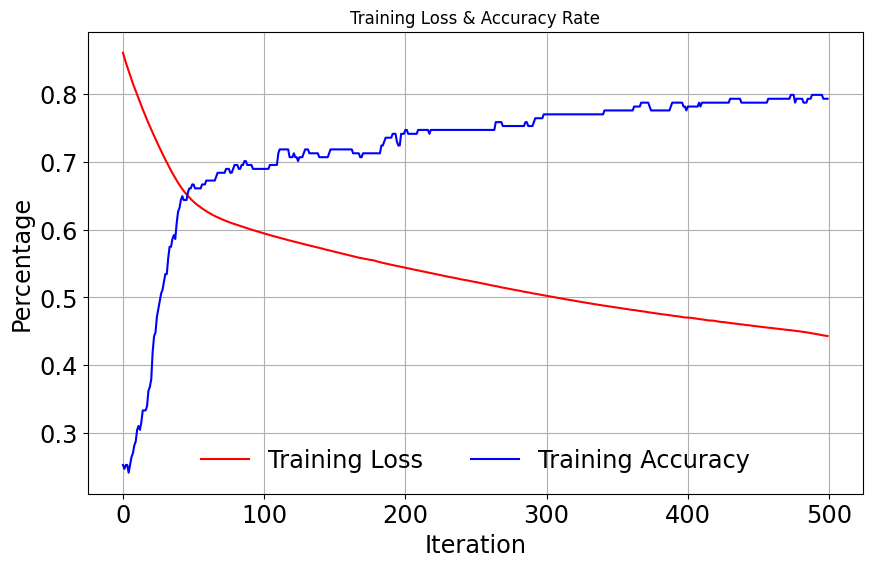 Training Loss & Accuracy Rate
Percentage
0.8
0.7
0.6
0.5
0.4
0.3
Training Loss Training Accuracy
0 100 200 300 400 500
Iteration